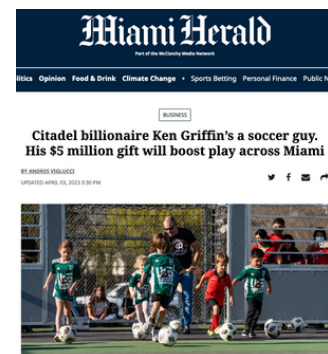 Miami Herald
Part of the McClatchy Media Network
litics Opinion Food & Drink Climate Change • Sports Betting Personal Finance Public N
BUSINESS
Citadel billionaire Ken Griffin's a soccer guy.
His $5 million gift will boost play across Miami
BY ANDRES VIGLUCCI
UPDATED APRIL 03, 2023 3:30 PM